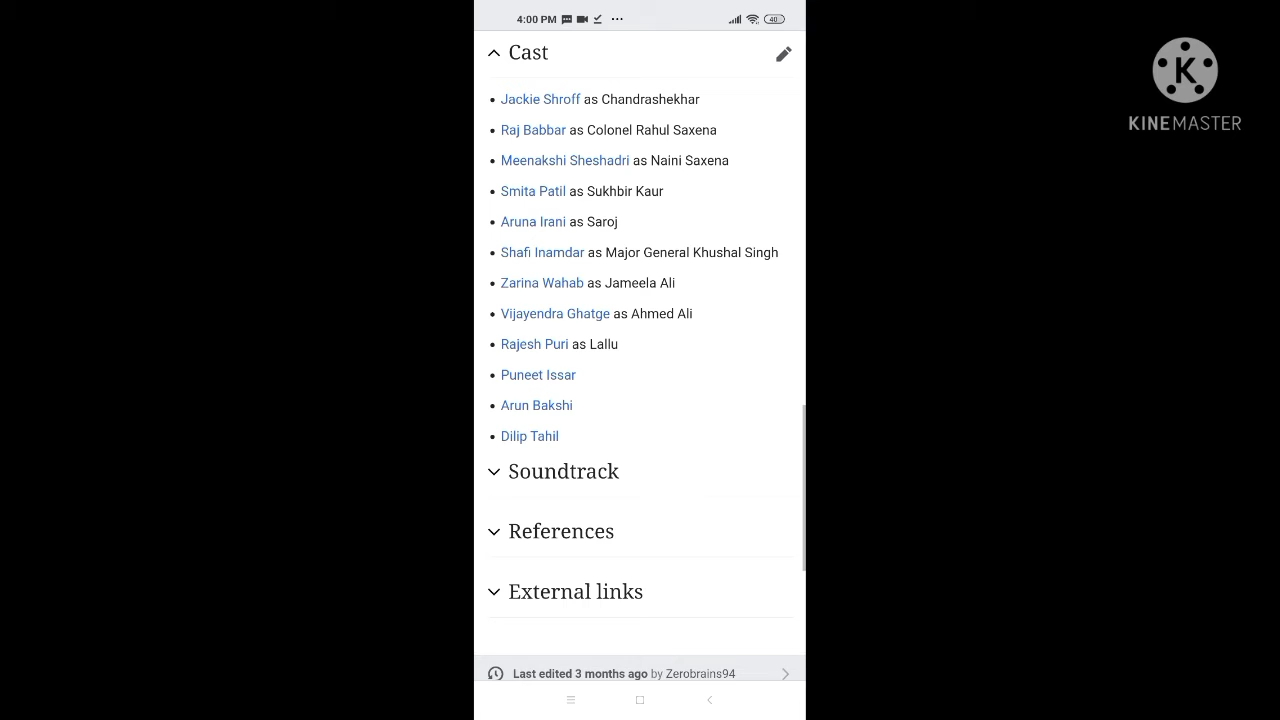 4:00 PM
40
Cast
Jackie Shroff as Chandrashekhar
Raj Babbar as Colonel Rahul Saxena
Meenakshi Sheshadri as Naini Saxena
Smita Patil as Sukhbir Kaur
Aruna Irani as Saroj
Shafi Inamdar as Major General Khushal Singh
Zarina Wahab as Jameela Ali
Vijayendra Ghatge as Ahmed Ali
Rajesh Puri as Lallu
Puneet Issar
Arun Bakshi
Dilip Tahil
Soundtrack
References
External links
Last edited 3 months ago by Zerobrains94
K
KINEMASTER